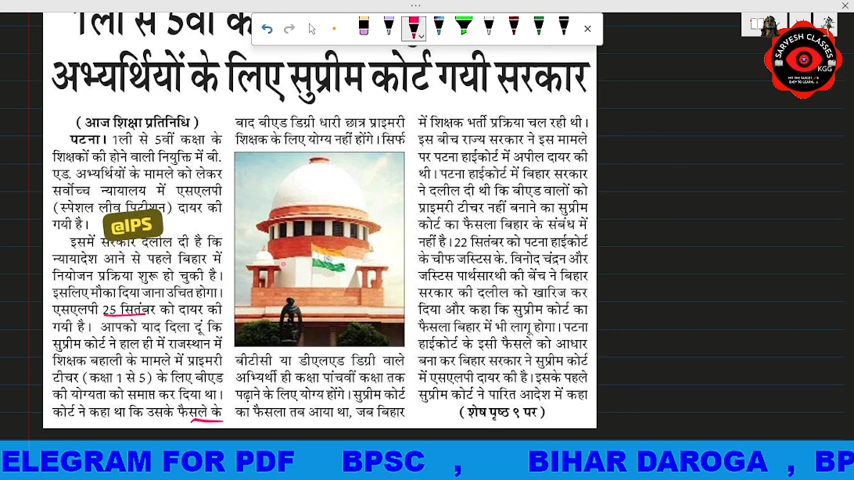 1ली से 5वीं क
अभ्यर्थियों के लिए सुप्रीम कोर्ट गयी सरकार
( आज शिक्षा प्रतिनिधि )
पटना। 1ली से 5वीं कक्षा के
शिक्षकों की होने वाली नियुक्ति में बी.
एड. अभ्यर्थियों के मामले को लेकर
सर्वोच्च न्यायालय में एसएलपी
(स्पेशल लीव पिटीशन) दायर की
गयी है।
@IPS
इसमें सरकार दलील दी है कि
न्यायादेश आने से पहले बिहार में
नियोजन प्रक्रिया शुरू हो चुकी है।
इसलिए मौका दिया जाना उचित होगा।
एसएलपी 25 सितंबर को दायर की
गयी है। आपको याद दिला दूं कि
सुप्रीम कोर्ट ने हाल ही में राजस्थान में
शिक्षक बहाली के मामले में प्राइमरी
टीचर (कक्षा 1 से 5) के लिए बीएड
की योग्यता को समाप्त कर दिया था।
कोर्ट ने कहा था कि उसके फैसले के
बाद बीएड डिग्री धारी छात्र प्राइमरी
शिक्षक के लिए योग्य नहीं होंगे। सिर्फ
बीटीसी या डीएलएड डिग्री वाले
अभ्यिर्थी ही कक्षा पांचवीं कक्षा तक
पढ़ाने के लिए योग्य होंगे। सुप्रीम कोर्ट
का फैसला तब आया था, जब बिहार
में शिक्षक भर्ती प्रक्रिया चल रही थी।
इस बीच राज्य सरकार ने इस मामले
पर पटना हाईकोर्ट में अपील दायर की
थी। पटना हाईकोर्ट में बिहार सरकार
ने दलील दी थी कि बीएड वालों को
प्राइमरी टीचर नहीं बनाने का सुप्रीम
कोर्ट का फैसला बिहार के संबंध में
नहीं है। 22 सितंबर को पटना हाईकोर्ट
के चीफ जस्टिस के. विनोद चंद्रन और
जस्टिस पार्थसारथी की बेंच ने बिहार
सरकार की दलील को खारिज कर
दिया और कहा कि सुप्रीम कोर्ट का
फैसला बिहार में भी लागू होगा। पटना
हाईकोर्ट के इसी फैसले को आधार
बना कर बिहार सरकार ने सुप्रीम कोर्ट
में एसएलपी दायर की है। इसके पहले
सुप्रीम कोर्ट ने पारित आदेश में कहा
( शेष पृष्ठ ९ पर )
SARVESH CLASSES
KGG
ELEGRAM FOR PDF BPSC , BIHAR DAROGA , BP